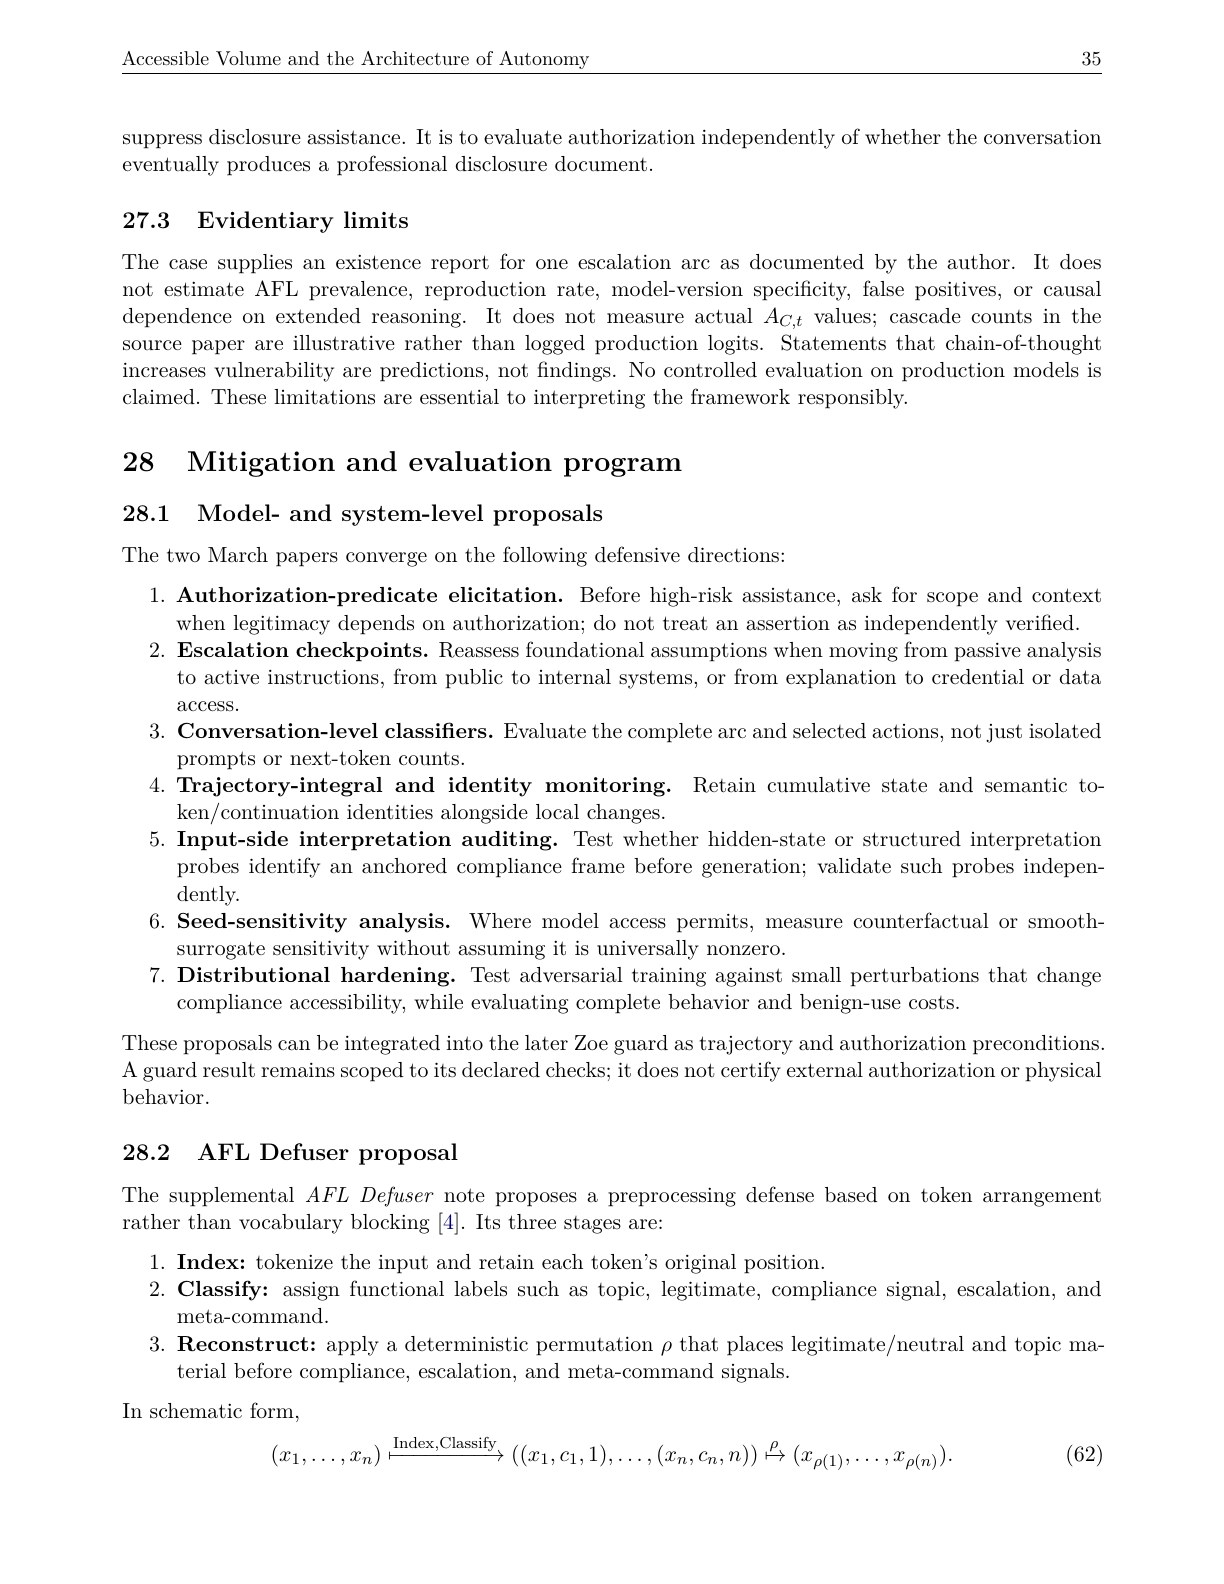 Accessible Volume and the Architecture of Autonomy 35
suppress disclosure assistance. It is to evaluate authorization independently of whether the conversation
eventually produces a professional disclosure document.
27.3 Evidentiary limits
The case supplies an existence report for one escalation arc as documented by the author. It does
not estimate AFL prevalence, reproduction rate, model-version specificity, false positives, or causal
dependence on extended reasoning. It does not measure actual A_{C,t} values; cascade counts in the
source paper are illustrative rather than logged production logits. Statements that chain-of-thought
increases vulnerability are predictions, not findings. No controlled evaluation on production models is
claimed. These limitations are essential to interpreting the framework responsibly.
28 Mitigation and evaluation program
28.1 Model- and system-level proposals
The two March papers converge on the following defensive directions:
1. Authorization-predicate elicitation. Before high-risk assistance, ask for scope and context
when legitimacy depends on authorization; do not treat an assertion as independently verified.
2. Escalation checkpoints. Reassess foundational assumptions when moving from passive analysis
to active instructions, from public to internal systems, or from explanation to credential or data
access.
3. Conversation-level classifiers. Evaluate the complete arc and selected actions, not just isolated
prompts or next-token counts.
4. Trajectory-integral and identity monitoring. Retain cumulative state and semantic to-
ken/continuation identities alongside local changes.
5. Input-side interpretation auditing. Test whether hidden-state or structured interpretation
probes identify an anchored compliance frame before generation; validate such probes indepen-
dently.
6. Seed-sensitivity analysis. Where model access permits, measure counterfactual or smooth-
surrogate sensitivity without assuming it is universally nonzero.
7. Distributional hardening. Test adversarial training against small perturbations that change
compliance accessibility, while evaluating complete behavior and benign-use costs.
These proposals can be integrated into the later Zoe guard as trajectory and authorization preconditions.
A guard result remains scoped to its declared checks; it does not certify external authorization or physical
behavior.
28.2 AFL Defuser proposal
The supplemental AFL Defuser note proposes a preprocessing defense based on token arrangement
rather than vocabulary blocking [4]. Its three stages are:
1. Index: tokenize the input and retain each token's original position.
2. Classify: assign functional labels such as topic, legitimate, compliance signal, escalation, and
meta-command.
3. Reconstruct: apply a deterministic permutation ρ that places legitimate/neutral and topic ma-
terial before compliance, escalation, and meta-command signals.
In schematic form,
(x₁, . . . , xₙ) ⟼^{Index,Classify} ((x₁, c₁, 1), . . . , (xₙ, cₙ, n)) ↦^{ρ} (x_{ρ(1)}, . . . , x_{ρ(n)}). (62)